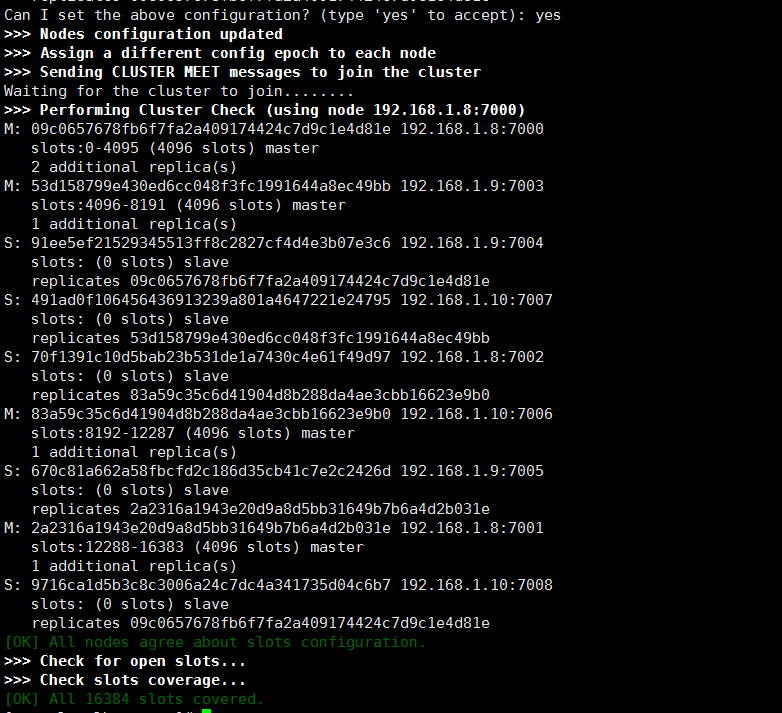 Can I set the above configuration? (type 'yes' to accept): yes
>>> Nodes configuration updated
>>> Assign a different config epoch to each node
>>> Sending CLUSTER MEET messages to join the cluster
Waiting for the cluster to join........
>>> Performing Cluster Check (using node 192.168.1.8:7000)
M: 09c0657678fb6f7fa2a409174424c7d9c1e4d81e 192.168.1.8:7000
   slots:0-4095 (4096 slots) master
   2 additional replica(s)
M: 53d158799e430ed6cc048f3fc1991644a8ec49bb 192.168.1.9:7003
   slots:4096-8191 (4096 slots) master
   1 additional replica(s)
S: 91ee5ef21529345513ff8c2827cf4d4e3b07e3c6 192.168.1.9:7004
   slots: (0 slots) slave
   replicates 09c0657678fb6f7fa2a409174424c7d9c1e4d81e
S: 491ad0f106456436913239a801a4647221e24795 192.168.1.10:7007
   slots: (0 slots) slave
   replicates 53d158799e430ed6cc048f3fc1991644a8ec49bb
S: 70f1391c10d5bab23b531de1a7430c4e61f49d97 192.168.1.8:7002
   slots: (0 slots) slave
   replicates 83a59c35c6d41904d8b288da4ae3cbb16623e9b0
M: 83a59c35c6d41904d8b288da4ae3cbb16623e9b0 192.168.1.10:7006
   slots:8192-12287 (4096 slots) master
   1 additional replica(s)
S: 670c81a662a58fbcfd2c186d35cb41c7e2c2426d 192.168.1.9:7005
   slots: (0 slots) slave
   replicates 2a2316a1943e20d9a8d5bb31649b7b6a4d2b031e
M: 2a2316a1943e20d9a8d5bb31649b7b6a4d2b031e 192.168.1.8:7001
   slots:12288-16383 (4096 slots) master
   1 additional replica(s)
S: 9716ca1d5b3c8c3006a24c7dc4a341735d04c6b7 192.168.1.10:7008
   slots: (0 slots) slave
   replicates 09c0657678fb6f7fa2a409174424c7d9c1e4d81e
[OK] All nodes agree about slots configuration.
>>> Check for open slots...
>>> Check slots coverage...
[OK] All 16384 slots covered.